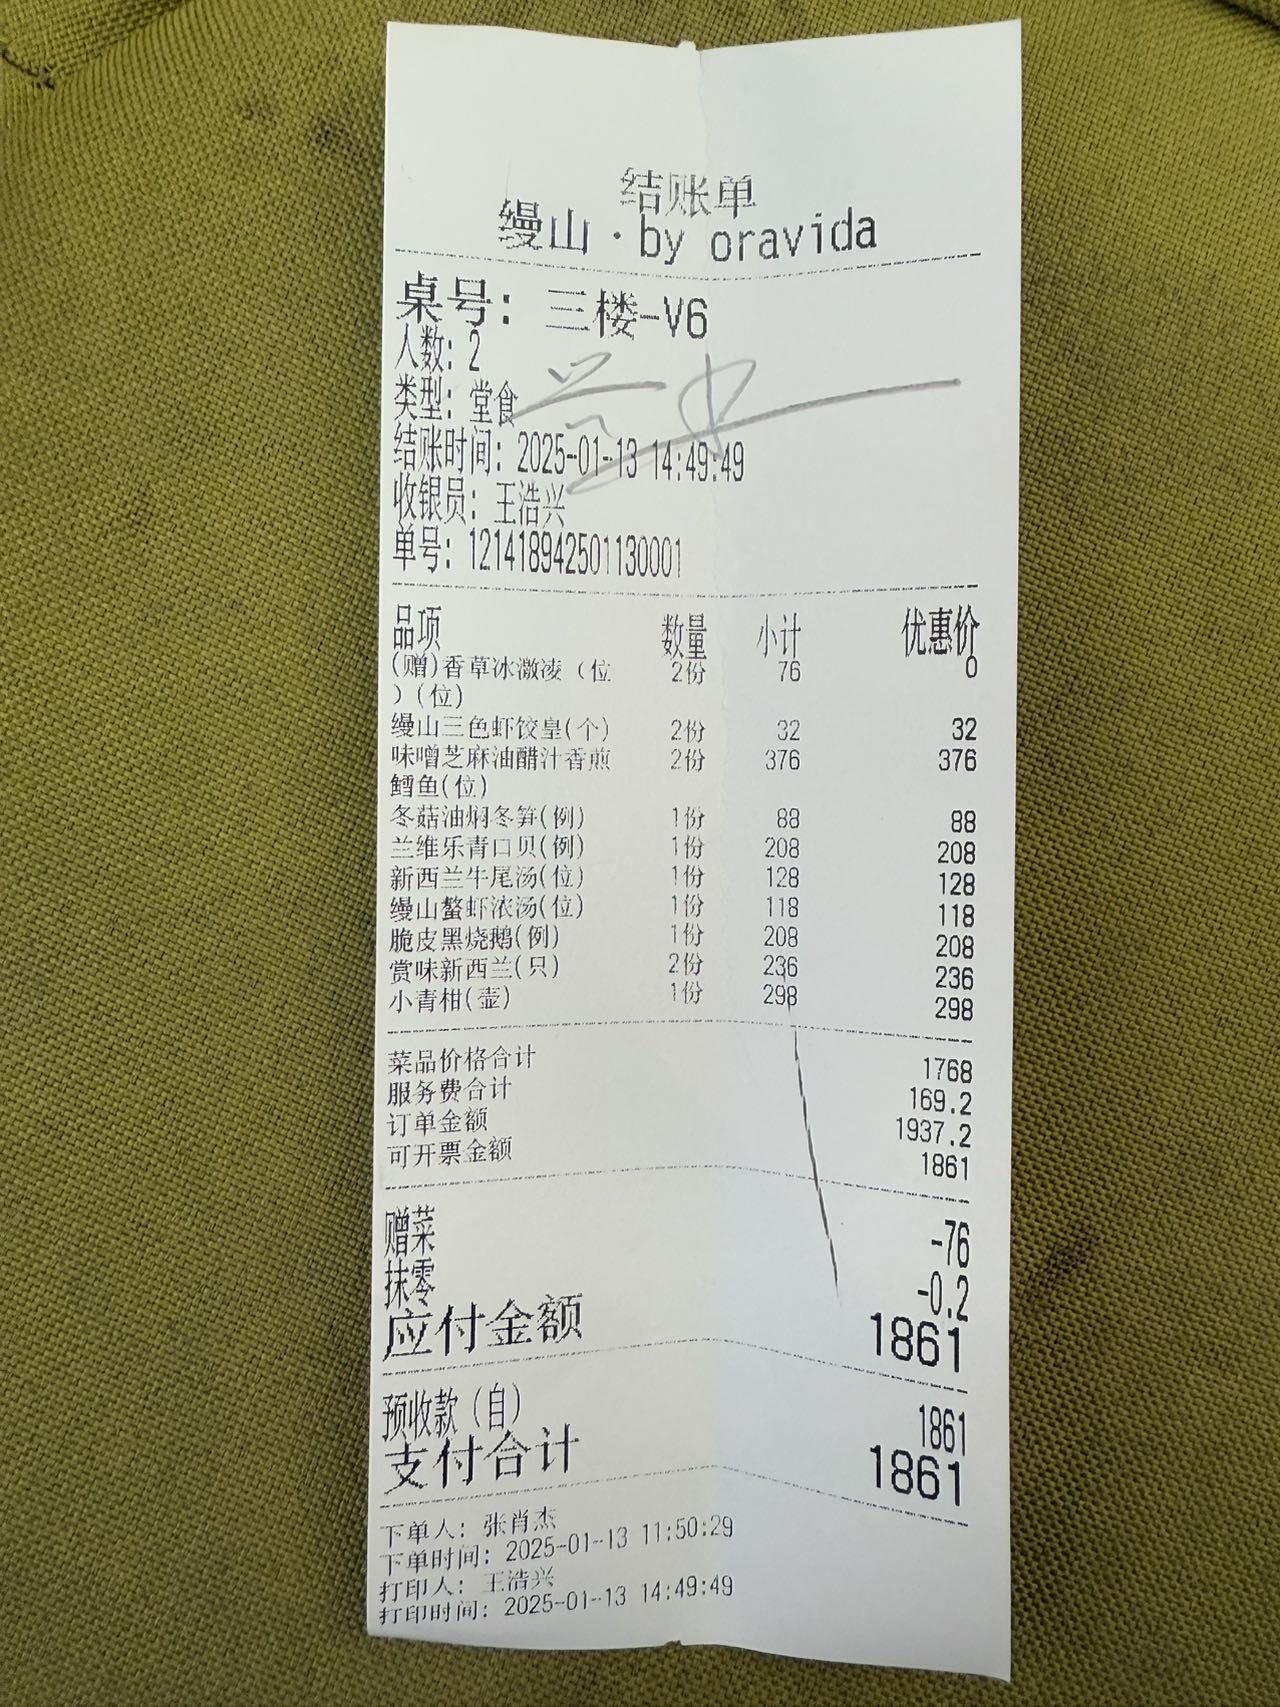 结账单
缦山·by oravida
桌号：三楼-V6
人数：2
类型：堂食
结账时间：2025-01-13 14:49:49
收银员：王浩兴
单号：121418942501130001
品项 数量 小计 优惠价
(赠)香草冰激凌（位 2份 76 0
）(位)
缦山三色虾饺皇(个) 2份 32 32
味噌芝麻油醋汁香煎 2份 376 376
鳕鱼(位)
冬菇油焖冬笋(例) 1份 88 88
兰维乐青口贝(例) 1份 208 208
新西兰牛尾汤(位) 1份 128 128
缦山螯虾浓汤(位) 1份 118 118
脆皮黑烧鹅(例) 1份 208 208
赏味新西兰(只) 2份 236 236
小青柑(壶) 1份 298 298
菜品价格合计 1768
服务费合计 169.2
订单金额 1937.2
可开票金额 1861
赠菜 -76
抹零 -0.2
应付金额 1861
预收款（自） 1861
支付合计 1861
下单人：张肖杰
下单时间：2025-01-13 11:50:29
打印人：王浩兴
打印时间：2025-01-13 14:49:49